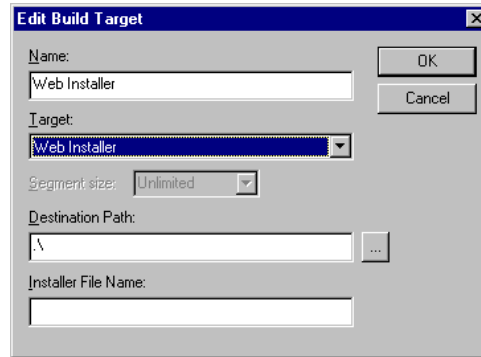 Edit Build Target
Name:
OK
Web Installer
Cancel
Target:
Web Installer
Segment size: Unlimited
Destination Path:
.\
...
Installer File Name: